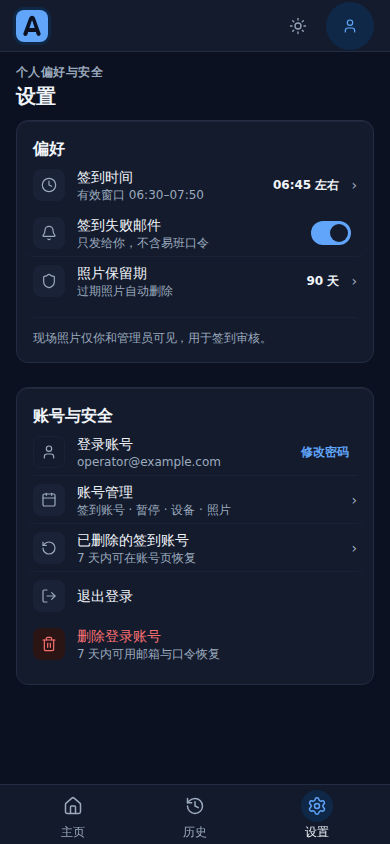 A
个人偏好与安全
设置
偏好
签到时间
有效窗口 06:30–07:50
06:45 左右
签到失败邮件
只发给你，不含易班口令
照片保留期
过期照片自动删除
90 天
现场照片仅你和管理员可见，用于签到审核。
账号与安全
登录账号
operator@example.com
修改密码
账号管理
签到账号 · 暂停 · 设备 · 照片
已删除的签到账号
7 天内可在账号页恢复
退出登录
删除登录账号
7 天内可用邮箱与口令恢复
主页
历史
设置